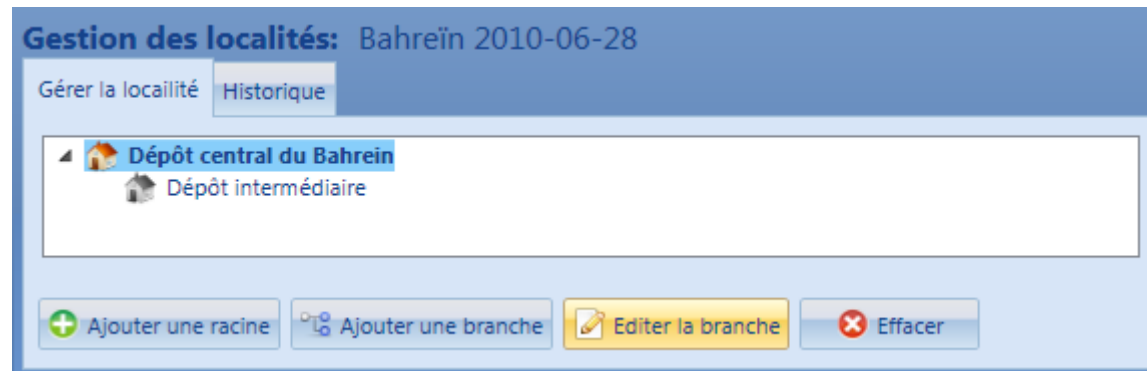 Gestion des localités: Bahreïn 2010-06-28
Gérer la locailité Historique
Dépôt central du Bahrein
Dépôt intermédiaire
Ajouter une racine Ajouter une branche Editer la branche Effacer